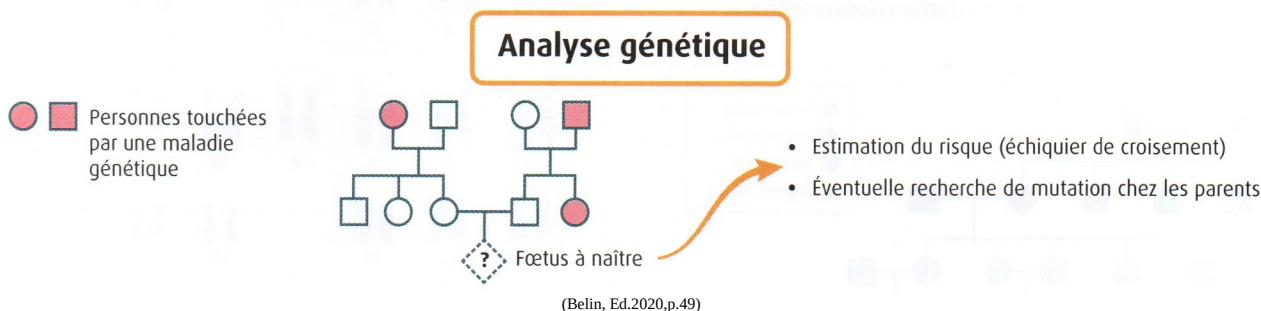 Analyse génétique
Personnes touchées
par une maladie
génétique
• Estimation du risque (échiquier de croisement)
• Éventuelle recherche de mutation chez les parents
?
Fœtus à naître
(Belin, Ed.2020,p.49)